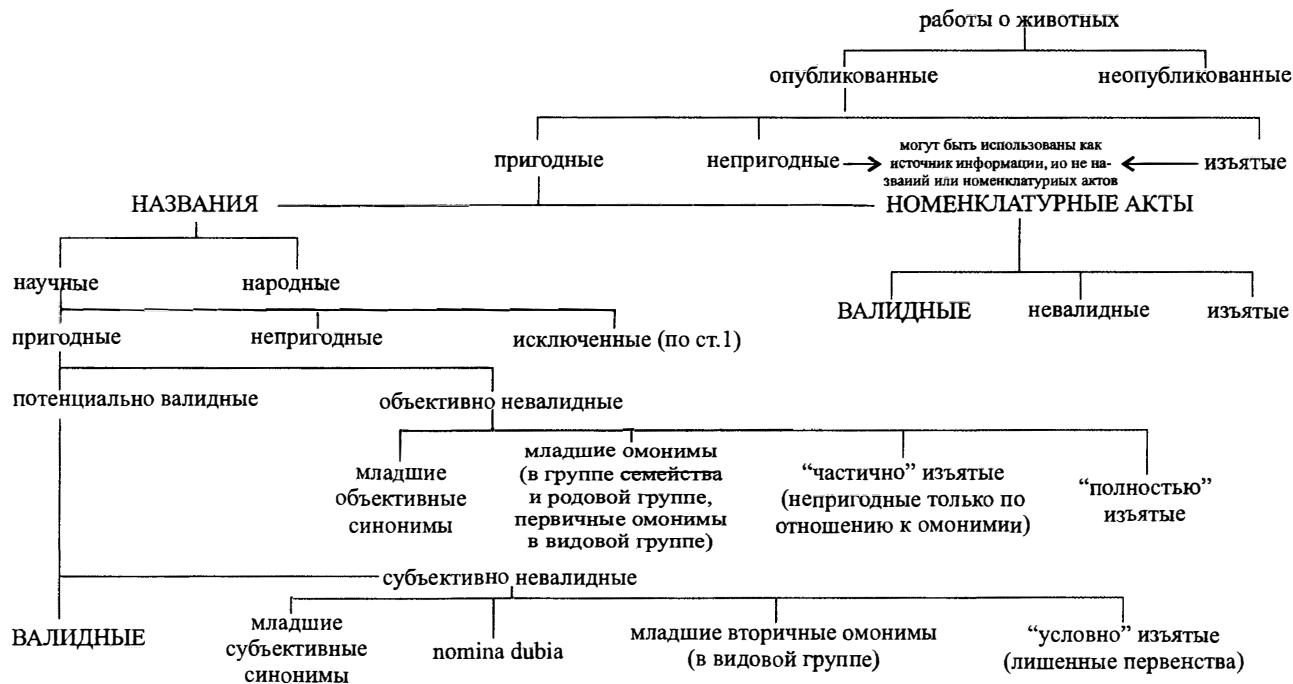 работы о животных
опубликованные
неопубликованные
пригодные
непригодные
могут быть использованы как
источник информации, ио не на-
званий или номенклатурных актов
изъятые
НАЗВАНИЯ
НОМЕНКЛАТУРНЫЕ АКТЫ
научные
народные
ВАЛИДНЫЕ
невалидные
изъятые
пригодные
непригодные
исключенные (по ст.1)
потенциально валидные
объективно невалидные
младшие
объективные
синонимы
младшие омонимы
(в группе семейства
и родовой группе,
первичные омонимы
в видовой группе)
“частично” изъятые
(непригодные только по
отношению к омонимии)
“полностью”
изъятые
субъективно невалидные
ВАЛИДНЫЕ
младшие
субъективные
синонимы
nomina dubia
младшие вторичные омонимы
(в видовой группе)
“условно” изъятые
(лишенные первенства)